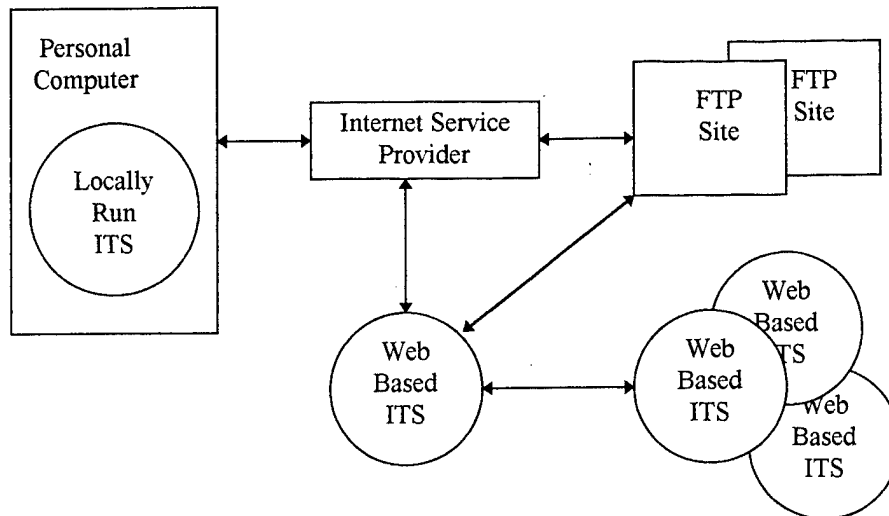 Personal
Computer
Locally
Run
ITS
Internet Service
Provider
FTP
Site
FTP
Site
Web
Based
ITS
Web
Based
ITS
Web
Based
TS
Web
Based
ITS